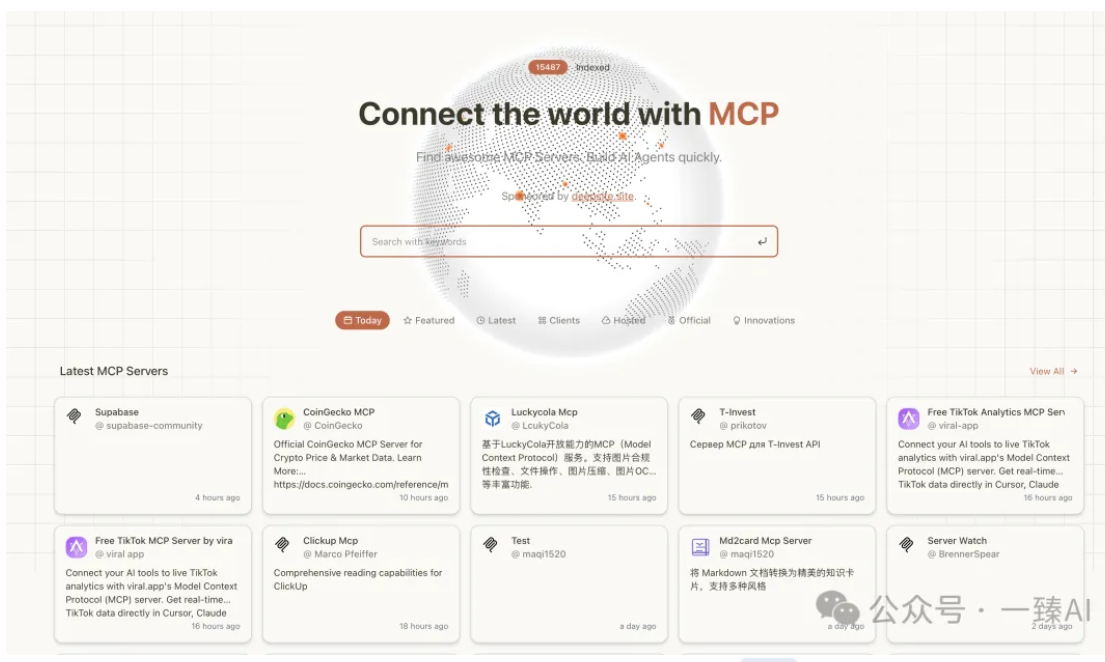 15487 Indexed
Connect the world with MCP
Find awesome MCP Servers. Build AI Agents quickly.
Sponsored by deepsite.site.
Search with keywords
Today Featured Latest Clients Hosted Official Innovations
Latest MCP Servers
View All →
Supabase
@ supabase-community
4 hours ago
CoinGecko MCP
@ CoinGecko
Official CoinGecko MCP Server for
Crypto Price & Market Data. Learn
More:...
https://docs.coingecko.com/reference/m
10 hours ago
Luckycola Mcp
@ LcukyCola
基于LuckyCola开放能力的MCP（Model
Context Protocol）服务。支持图片合规
性检查、文件操作、图片压缩、图片OC...
等丰富功能.
15 hours ago
T-Invest
@ prikotov
Сервер MCP для T-Invest API
15 hours ago
Free TikTok Analytics MCP Serv
@ viral-app
Connect your AI tools to live TikTok
analytics with viral.app's Model Context
Protocol (MCP) server. Get real-time...
TikTok data directly in Cursor, Claude
16 hours ago
Free TikTok MCP Server by vira
@ viral app
Connect your AI tools to live TikTok
analytics with viral.app's Model Context
Protocol (MCP) server. Get real-time...
TikTok data directly in Cursor, Claude
16 hours ago
Clickup Mcp
@ Marco Pfeiffer
Comprehensive reading capabilities for
ClickUp
18 hours ago
Test
@ maqi1520
a day ago
Md2card Mcp Server
@ maqi1520
将 Markdown 文档转换为精美的知识卡
片，支持多种风格
a day ago
Server Watch
@ BrennerSpear
2 days ago
公众号 · 一臻AI